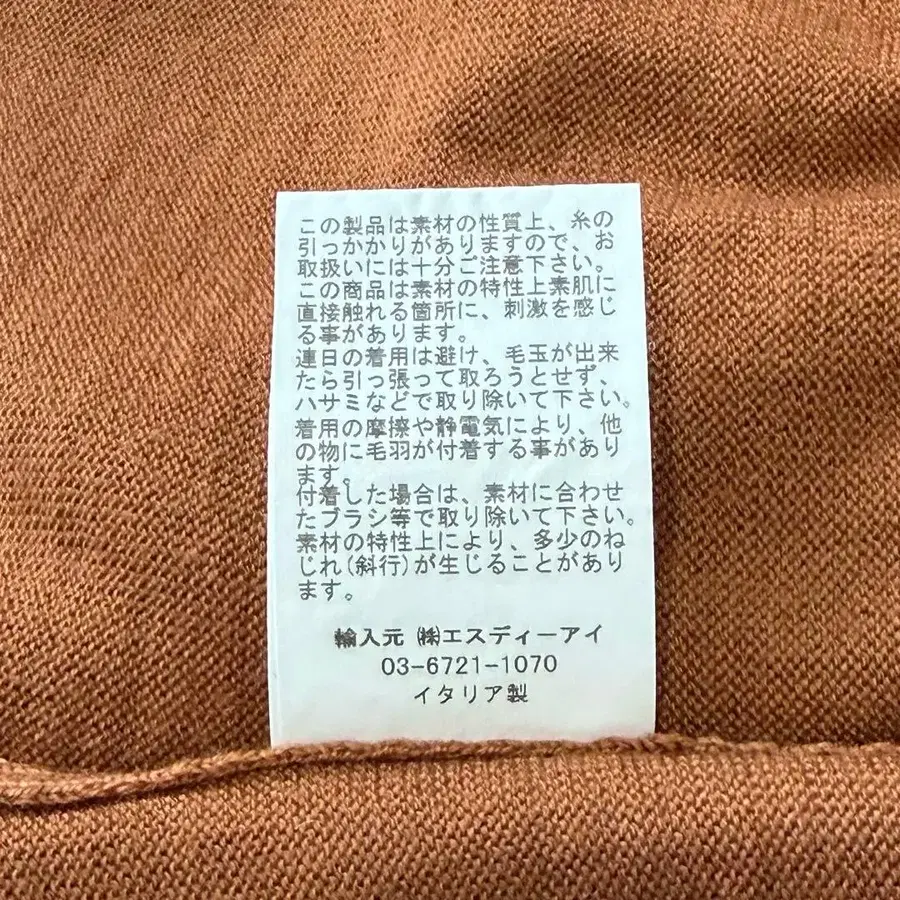 この製品は素材の性質上、糸の
引っかかりがありますので、お
取扱いには十分ご注意下さい。
この商品は素材の特性上素肌に
直接触れる箇所に、刺激を感じ
る事があります。
連日の着用は避け、毛玉が出来
たら引っ張って取ろうとせず、
ハサミなどで取り除いて下さい。
着用の摩擦や静電気により、他
の物に毛羽が付着する事があり
ます。
付着した場合は、素材に合わせ
たブラシ等で取り除いて下さい。
素材の特性上により、多少のね
じれ(斜行)が生じることがあり
ます。
輸入元 ㈱エスディーアイ
03-6721-1070
イタリア製